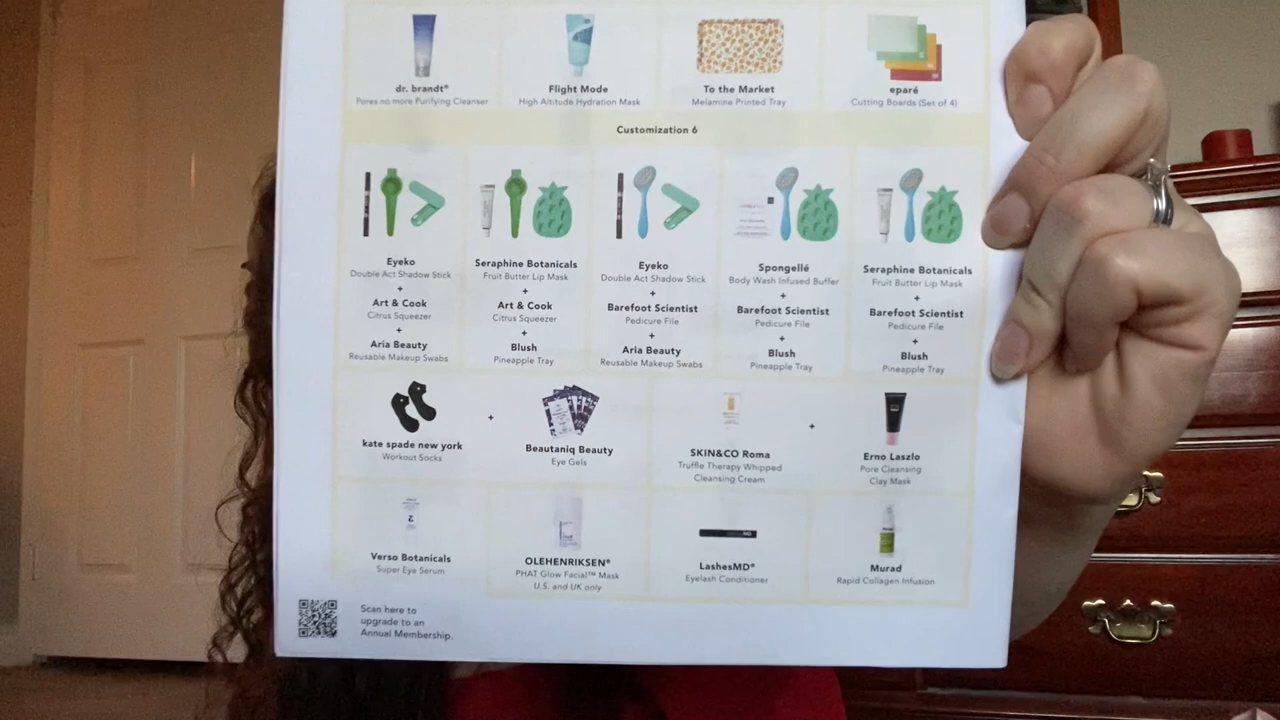 dr. brandt®
Pores no more Purifying Cleanser
Flight Mode
High Altitude Hydration Mask
To the Market
Melamine Printed Tray
eparé
Cutting Boards (Set of 4)
Customization 6
Eyeko
Double Act Shadow Stick
+
Art & Cook
Citrus Squeezer
+
Aria Beauty
Reusable Makeup Swabs
Seraphine Botanicals
Fruit Butter Lip Mask
+
Art & Cook
Citrus Squeezer
+
Blush
Pineapple Tray
Eyeko
Double Act Shadow Stick
+
Barefoot Scientist
Pedicure File
+
Aria Beauty
Reusable Makeup Swabs
Spongellé
Body Wash Infused Buffer
+
Barefoot Scientist
Pedicure File
+
Blush
Pineapple Tray
Seraphine Botanicals
Fruit Butter Lip Mask
+
Barefoot Scientist
Pedicure File
+
Blush
Pineapple Tray
kate spade new york
Workout Socks
+
Beautaniq Beauty
Eye Gels
SKIN&CO Roma
Truffle Therapy Whipped
Cleansing Cream
+
Erno Laszlo
Pore Cleansing
Clay Mask
Verso Botanicals
Super Eye Serum
OLEHENRIKSEN®
PHAT Glow Facial™ Mask
U.S. and UK only
LashesMD®
Eyelash Conditioner
Murad
Rapid Collagen Infusion
Scan here to
upgrade to an
Annual Membership.